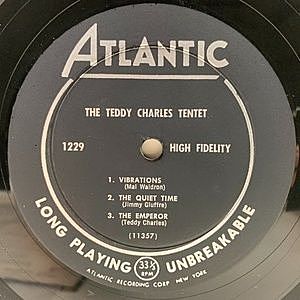 ATLANTIC
THE TEDDY CHARLES TENTET
1229 HIGH FIDELITY
1. VIBRATIONS
(Mal Waldron)
2. THE QUIET TIME
(Jimmy Giuffre)
3. THE EMPEROR
(Teddy Charles)
(11357)
LONG PLAYING 33⅓ RPM UNBREAKABLE
ATLANTIC RECORDING CORP NEW YORK